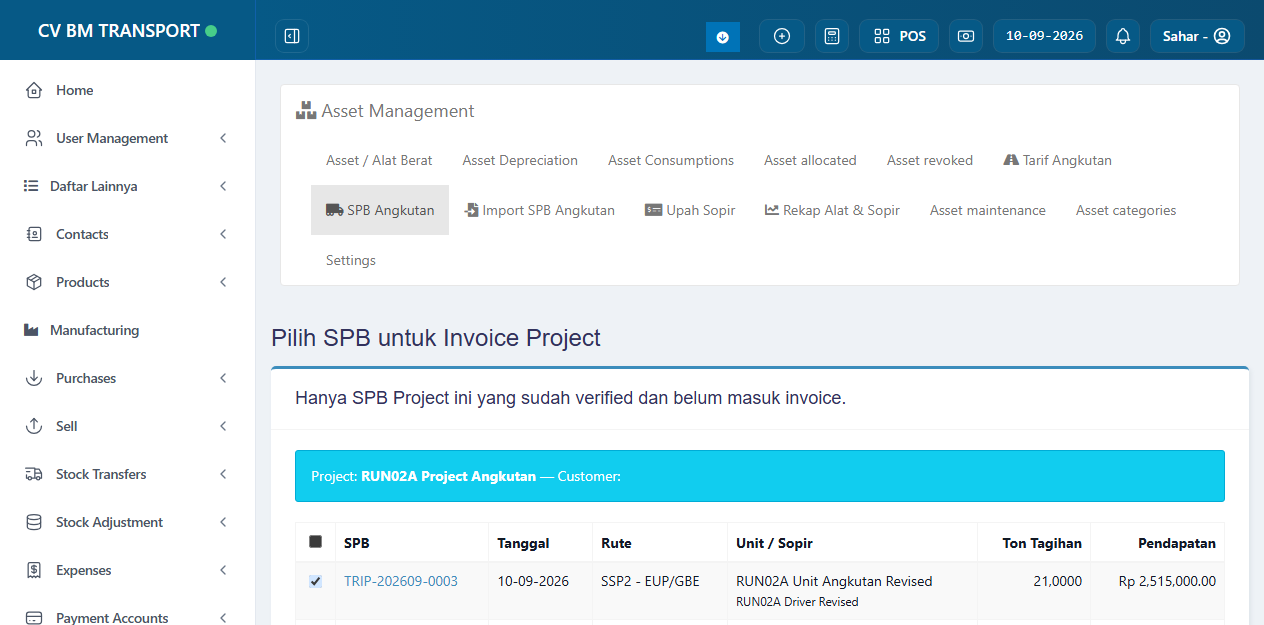 CV BM TRANSPORT
POS
10-09-2026
Sahar -
Home
User Management
Daftar Lainnya
Contacts
Products
Manufacturing
Purchases
Sell
Stock Transfers
Stock Adjustment
Expenses
Payment Accounts
Asset Management
Asset / Alat Berat Asset Depreciation Asset Consumptions Asset allocated Asset revoked Tarif Angkutan
SPB Angkutan Import SPB Angkutan Upah Sopir Rekap Alat & Sopir Asset maintenance Asset categories
Settings
Pilih SPB untuk Invoice Project
Hanya SPB Project ini yang sudah verified dan belum masuk invoice.
Project: RUN02A Project Angkutan — Customer:
SPB Tanggal Rute Unit / Sopir Ton Tagihan Pendapatan
TRIP-202609-0003 10-09-2026 SSP2 - EUP/GBE RUN02A Unit Angkutan Revised 21,0000 Rp 2,515,000.00
RUN02A Driver Revised